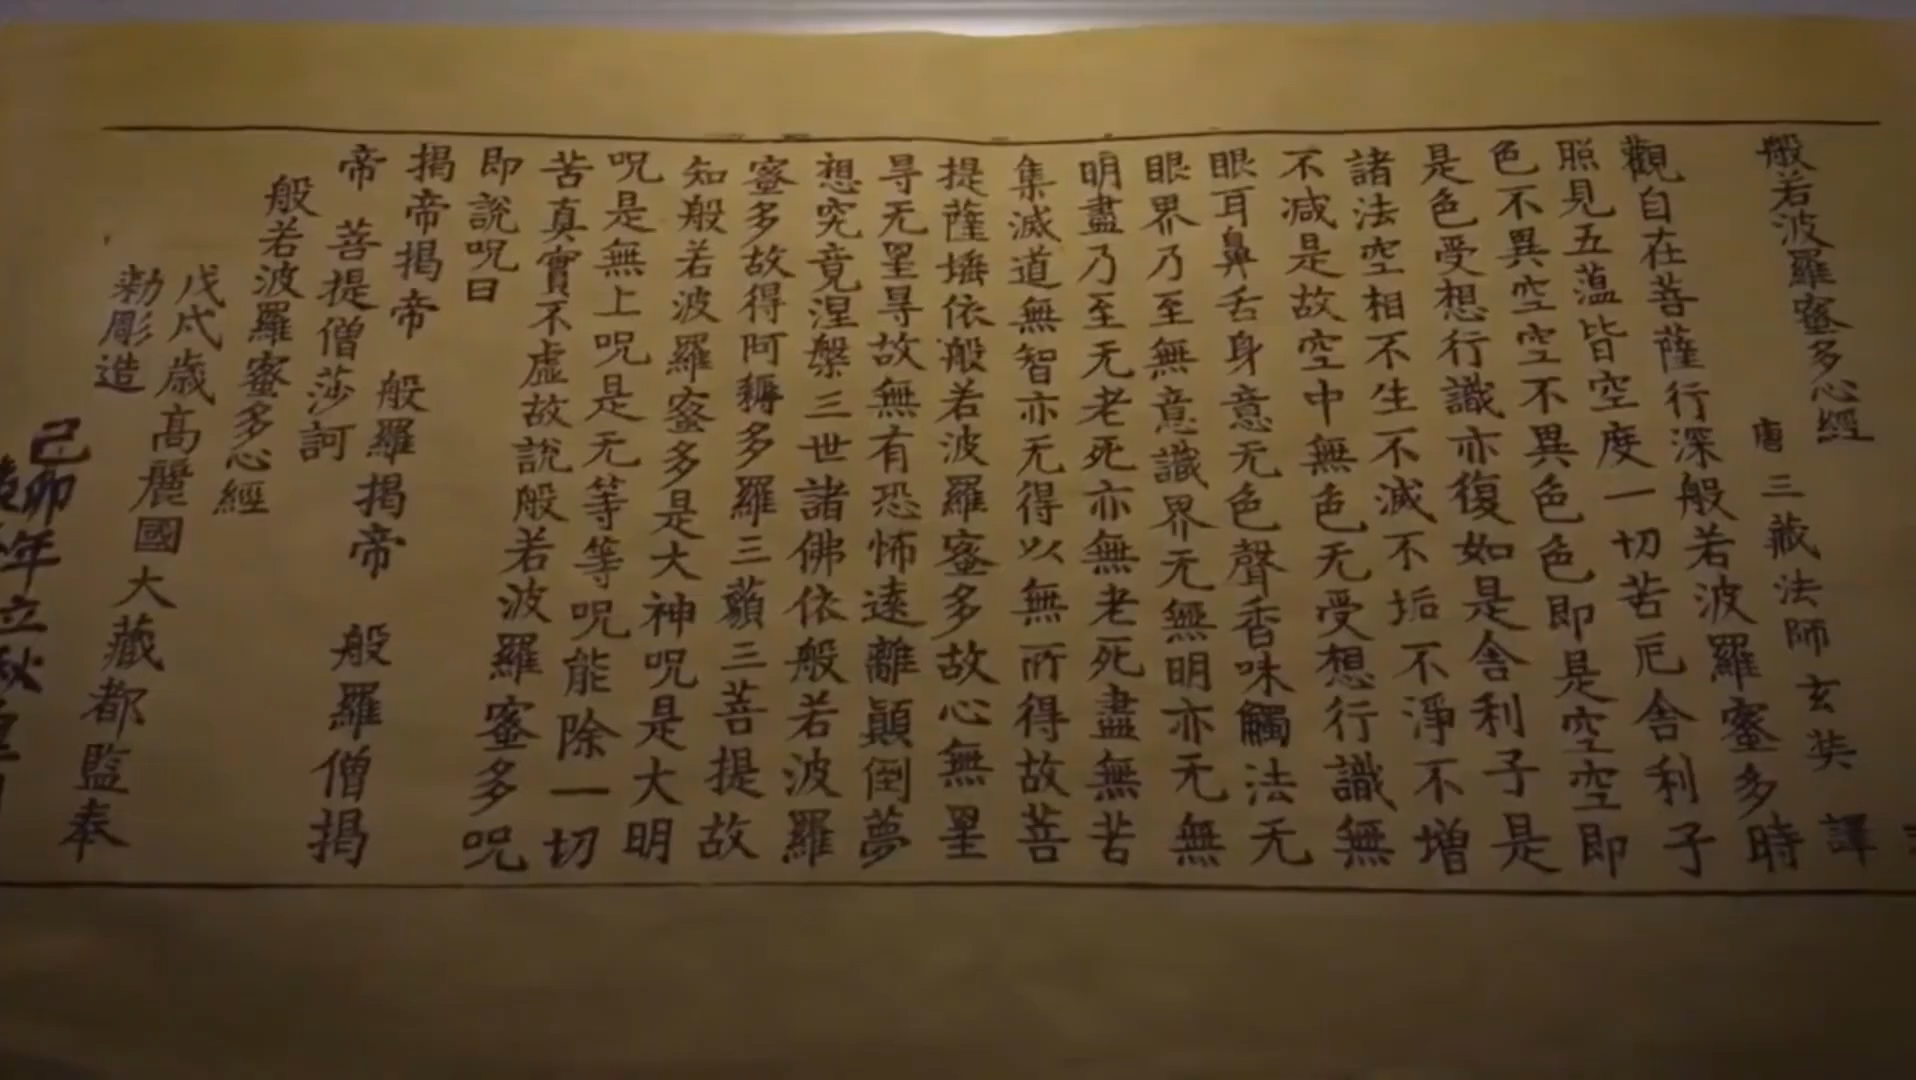 般若波羅蜜多心經
唐三藏法師玄奘 譯
觀自在菩薩行深般若波羅蜜多時
照見五薀皆空度一切苦厄舍利子
色不異空空不異色色即是空空即
是色受想行識亦復如是舍利子是
諸法空相不生不滅不垢不淨不增
不減是故空中無色无受想行識無
眼耳鼻舌身意无色聲香味觸法无
眼界乃至無意識界无無明亦无無
明盡乃至无老死亦無老死盡無苦
集滅道無智亦无得以無所得故菩
提薩埵依般若波羅蜜多故心無罣
㝵无罣㝵故無有恐怖遠離顛倒夢
想究竟涅槃三世諸佛依般若波羅
蜜多故得阿耨多羅三藐三菩提故
知般若波羅蜜多是大神呪是大明
呪是無上呪是无等等呪能除一切
苦真實不虛故說般若波羅蜜多呪
即說呪曰
揭帝揭帝 般羅揭帝 般羅僧揭
帝 菩提僧莎訶
般若波羅蜜多心經
戊戌歲高麗國大藏都監奉
勅彫造
己卯年立秋